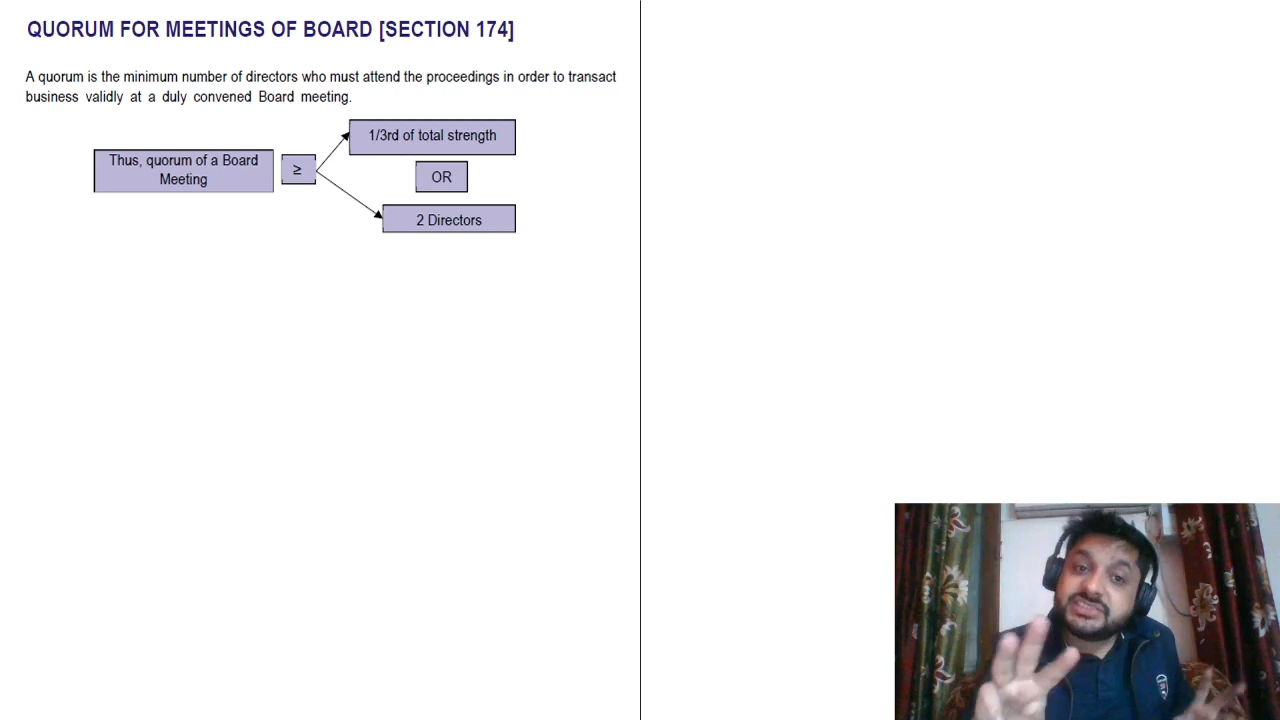 QUORUM FOR MEETINGS OF BOARD [SECTION 174]
A quorum is the minimum number of directors who must attend the proceedings in order to transact
business validly at a duly convened Board meeting.
1/3rd of total strength
Thus, quorum of a Board
Meeting
≥
OR
2 Directors